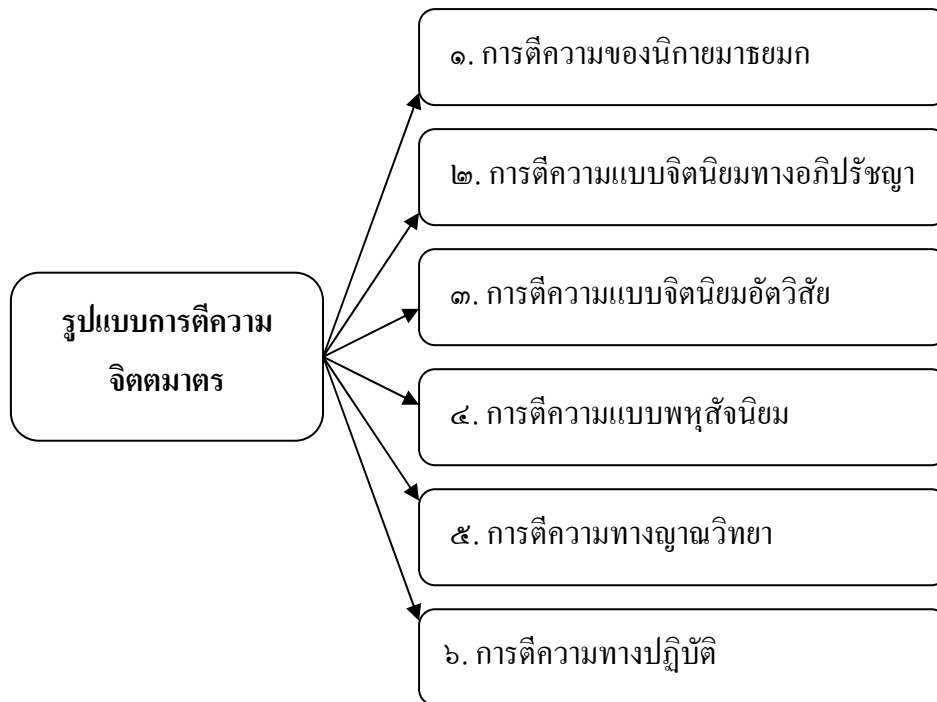 ๑. การตีความของนิกายมาธยมก
๒. การตีความแบบจิตนิยมทางอภิปรัชญา
๓. การตีความแบบจิตนิยมอัตวิสัย
รูปแบบการตีความ
จิตตมาตร
๔. การตีความแบบพหุสัจนิยม
๕. การตีความทางญาณวิทยา
๖. การตีความทางปฏิบัติ